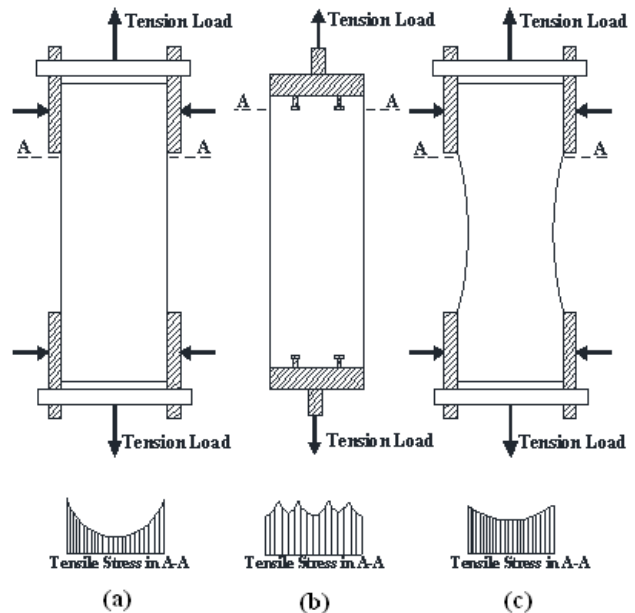 Tension Load Tension Load Tension Load
A A A A A A
Tension Load Tension Load Tension Load
Tensile Stress in A-A Tensile Stress in A-A Tensile Stress in A-A
(a) (b) (c)